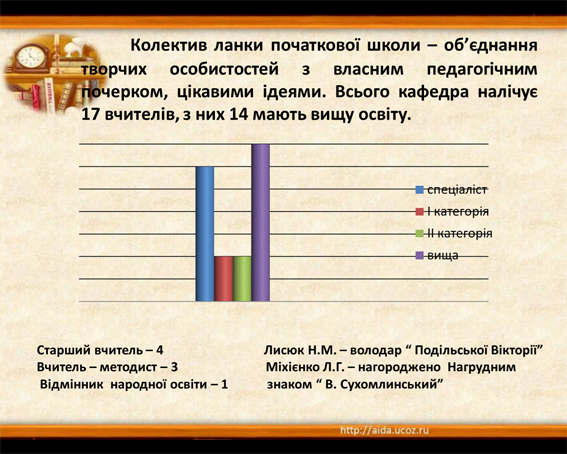 Колектив ланки початкової школи – об’єднання
творчих особистостей з власним педагогічним
почерком, цікавими ідеями. Всього кафедра налічує
17 вчителів, з них 14 мають вищу освіту.
спеціаліст
І категорія
ІІ категорія
вища
Старший вчитель – 4
Вчитель – методист – 3
Відмінник народної освіти – 1
Лисюк Н.М. – володар “ Подільської Вікторії”
Міхієнко Л.Г. – нагороджено Нагрудним
знаком “ В. Сухомлинський”
http://aida.ucoz.ru